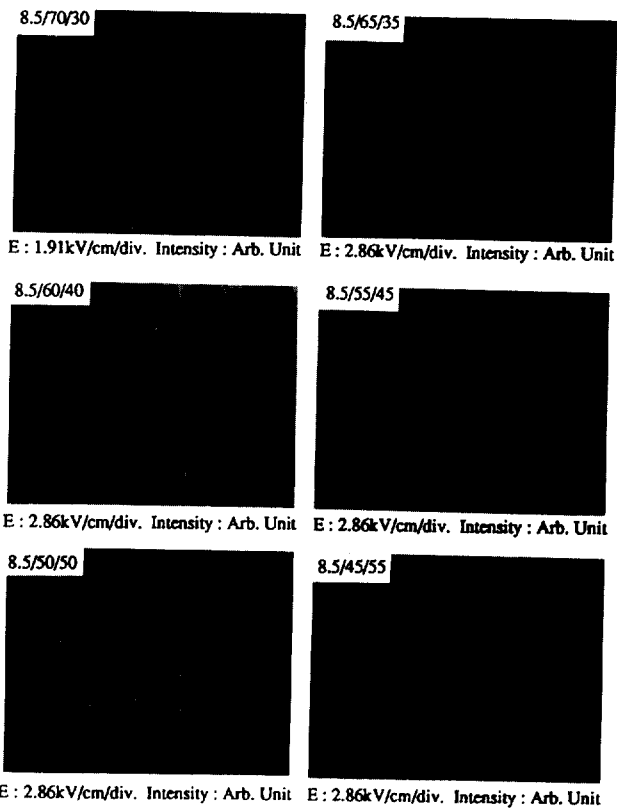 8.5/70/30
8.5/65/35
E : 1.91kV/cm/div. Intensity : Arb. Unit
E : 2.86kV/cm/div. Intensity : Arb. Unit
8.5/60/40
8.5/55/45
E : 2.86kV/cm/div. Intensity : Arb. Unit
E : 2.86kV/cm/div. Intensity : Arb. Unit
8.5/50/50
8.5/45/55
E : 2.86kV/cm/div. Intensity : Arb. Unit
E : 2.86kV/cm/div. Intensity : Arb. Unit